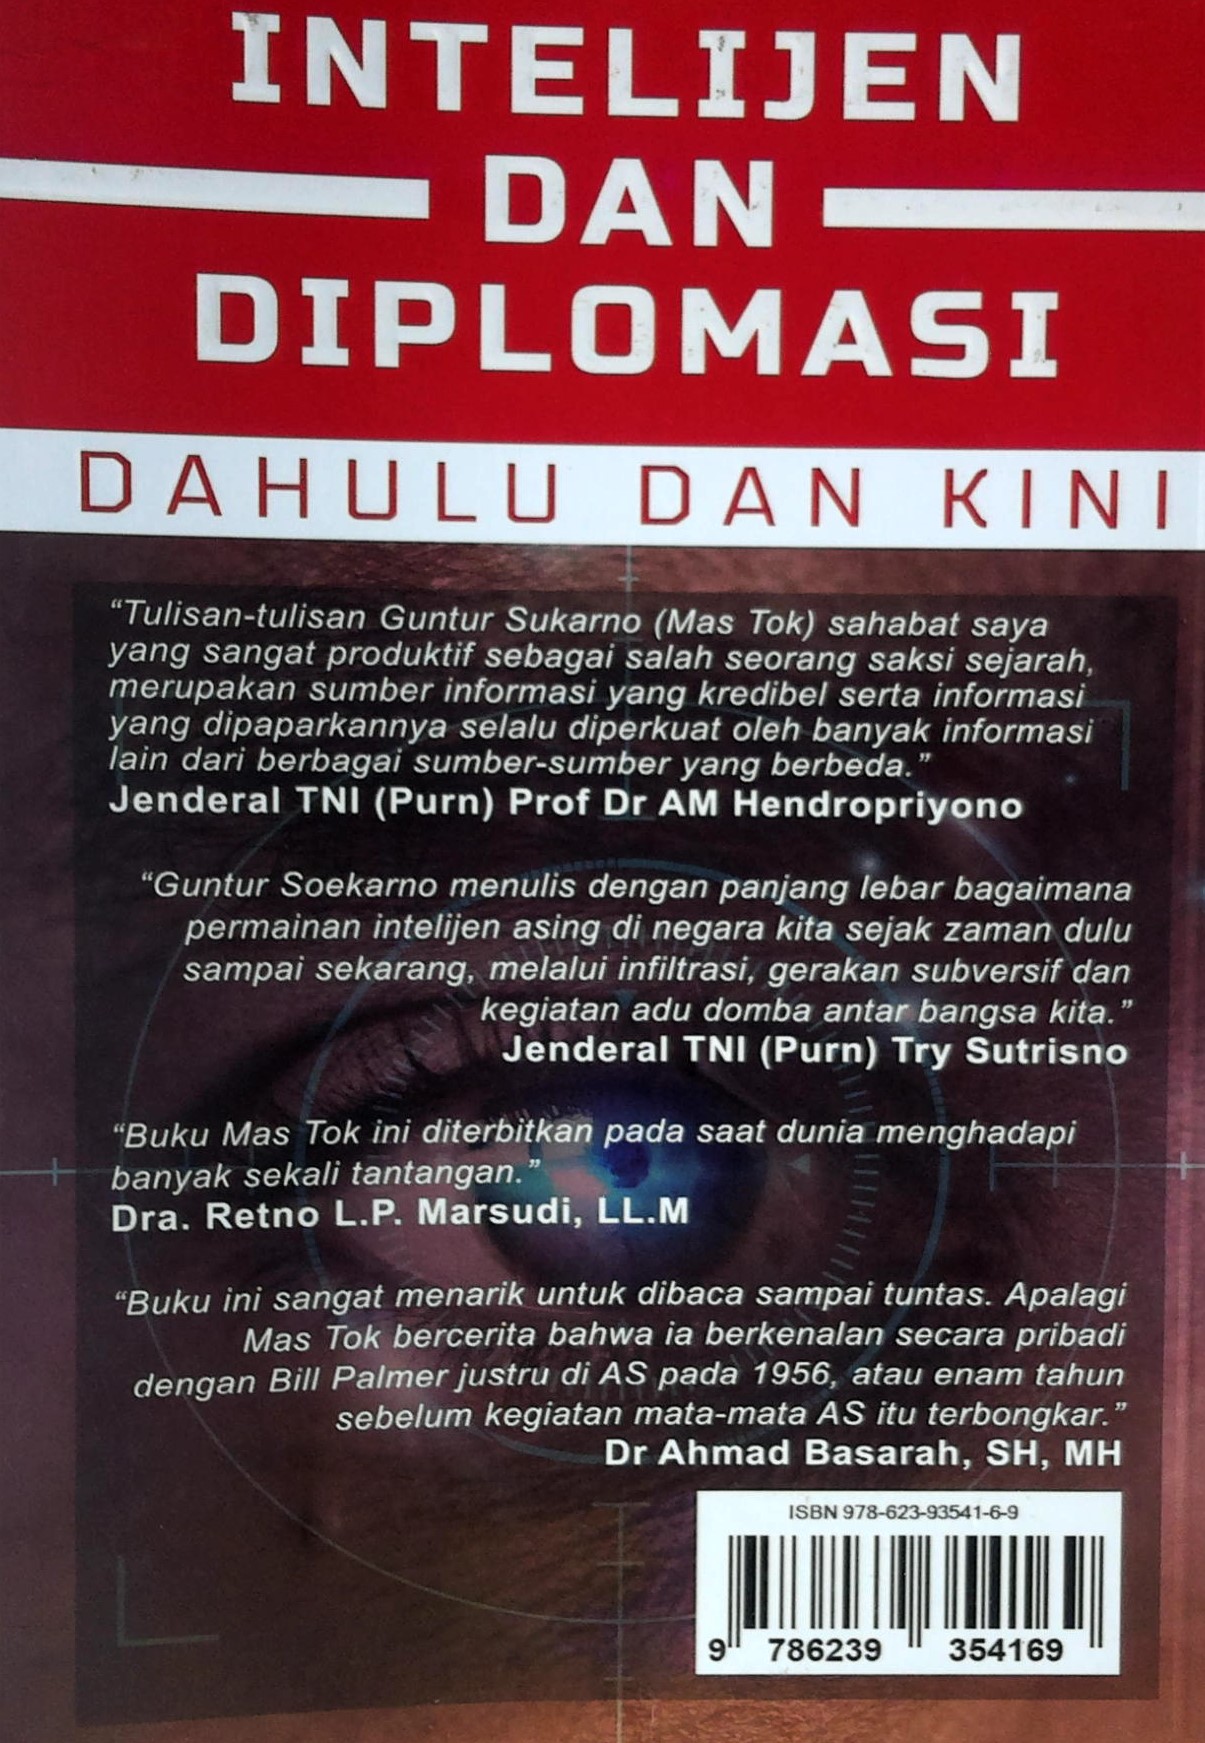 INTELIJEN
DAN
DIPLOMASI
DAHULU DAN KINI
“Tulisan-tulisan Guntur Sukarno (Mas Tok) sahabat saya
yang sangat produktif sebagai salah seorang saksi sejarah,
merupakan sumber informasi yang kredibel serta informasi
yang dipaparkannya selalu diperkuat oleh banyak informasi
lain dari berbagai sumber-sumber yang berbeda.”
Jenderal TNI (Purn) Prof Dr AM Hendropriyono
“Guntur Soekarno menulis dengan panjang lebar bagaimana
permainan intelijen asing di negara kita sejak zaman dulu
sampai sekarang, melalui infiltrasi, gerakan subversif dan
kegiatan adu domba antar bangsa kita.”
Jenderal TNI (Purn) Try Sutrisno
“Buku Mas Tok ini diterbitkan pada saat dunia menghadapi
banyak sekali tantangan.”
Dra. Retno L.P. Marsudi, LL.M
“Buku ini sangat menarik untuk dibaca sampai tuntas. Apalagi
Mas Tok bercerita bahwa ia berkenalan secara pribadi
dengan Bill Palmer justru di AS pada 1956, atau enam tahun
sebelum kegiatan mata-mata AS itu terbongkar.”
Dr Ahmad Basarah, SH, MH
ISBN 978-623-93541-6-9
9 786239 354169